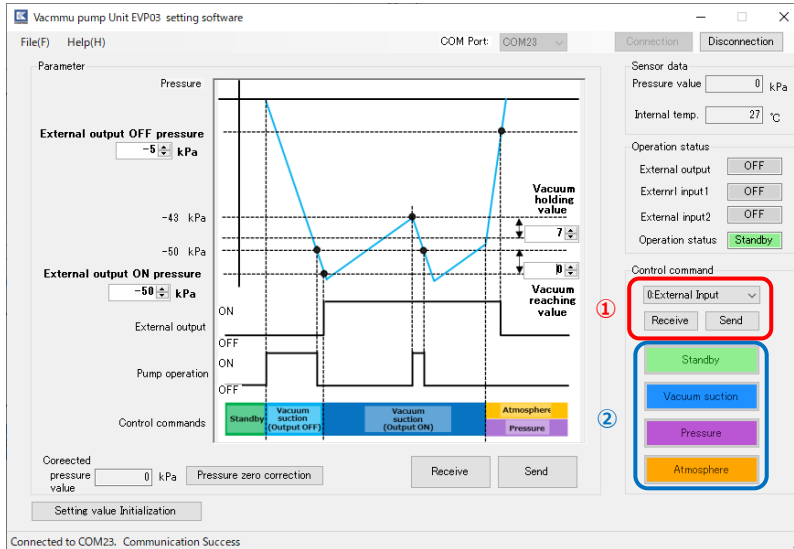 Vacmmu pump Unit EVP03 setting software
File(F) Help(H)
COM Port: COM23
Connection Disconnection
Parameter
Pressure
External output OFF pressure
-5 kPa
-43 kPa
-50 kPa
External output ON pressure
-50 kPa
Vacuum
holding
value
7
0
Vacuum
reaching
value
ON
External output
OFF
ON
Pump operation
OFF
Control commands
Standby
Vacuum
suction
(Output OFF)
Vacuum
suction
(Output ON)
Atmosphere
Pressure
Coreected
pressure
value
0 kPa
Pressure zero correction
Receive
Send
Setting value Initialization
Connected to COM23. Communication Success
Sensor data
Pressure value 0 kPa
Internal temp. 27 ℃
Operation status
External output OFF
Externrl input1 OFF
External input2 OFF
Operation status Standby
Control command
①
0:External Input
Receive Send
②
Standby
Vacuum suction
Pressure
Atmosphere